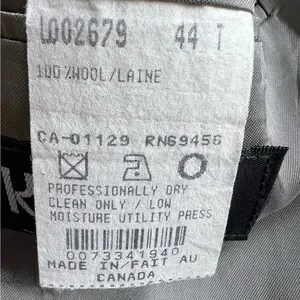 L002679 44 T
100%WOOL/LAINE
CA-01129 RN69456
PROFESSIONALLY DRY
CLEAN ONLY / LOW
MOISTURE UTILITY PRESS
0073341940
MADE IN/FAIT AU
CANADA